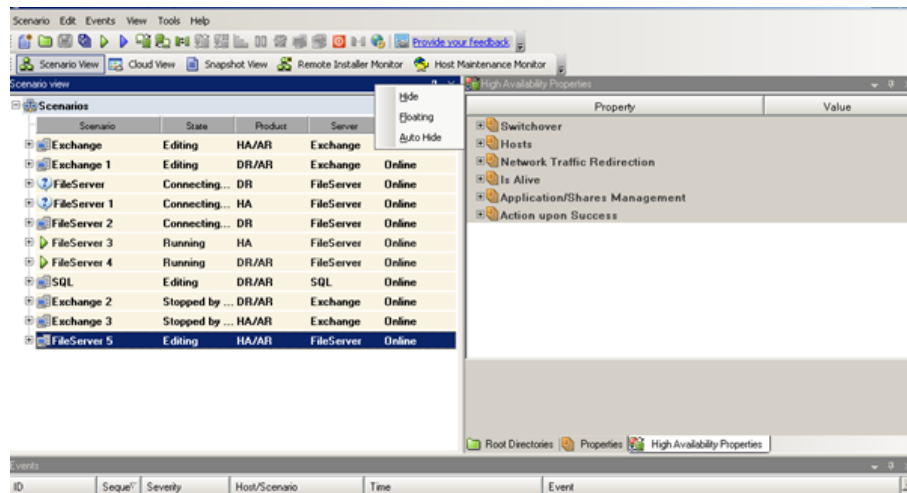 Scenario Edit Events View Tools Help
Provide your feedback
Scenario View Cloud View Snapshot View Remote Installer Monitor Host Maintenance Monitor
Scenario view
High Availability Properties
Hide
Floating
Auto Hide
Scenarios
Property Value
Scenario State Product Server
Exchange Editing HA/AR Exchange
Exchange 1 Editing DR/AR Exchange Online
FileServer Connecting... DR FileServer Online
FileServer 1 Connecting... HA FileServer Online
FileServer 2 Connecting... DR FileServer Online
FileServer 3 Running HA FileServer Online
FileServer 4 Running DR/AR FileServer Online
SQL Editing DR/AR SQL Online
Exchange 2 Stopped by ... DR/AR Exchange Online
Exchange 3 Stopped by ... HA/AR Exchange Online
FileServer 5 Editing HA/AR FileServer Online
Switchover
Hosts
Network Traffic Redirection
Is Alive
Application/Shares Management
Action upon Success
Root Directories Properties High Availability Properties
Events
ID Seque Severity Host/Scenario Time Event